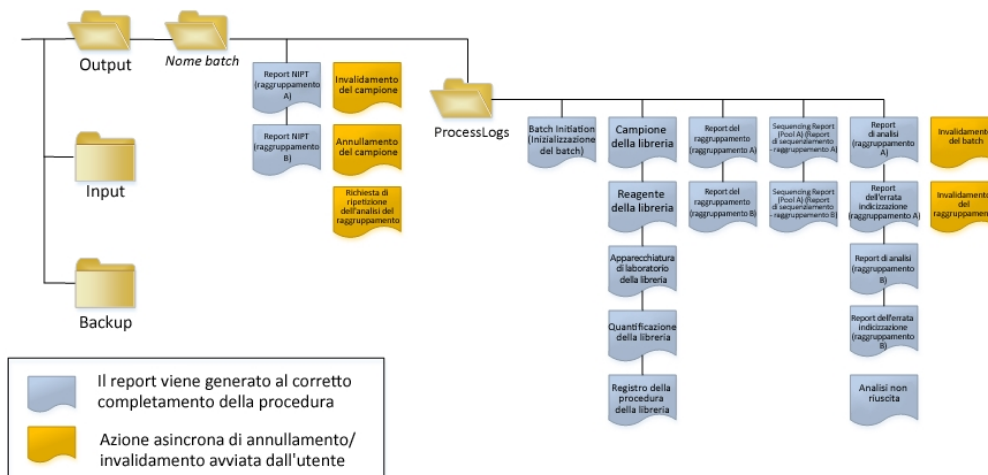 Output
Nome batch
Input
Backup
Report NIPT
(raggruppamento
A)
Report NIPT
(raggruppamento
B)
Invalidamento
del campione
Annullamento
del campione
Richiesta di
ripetizione
dell'analisi del
raggruppamento
ProcessLogs
Batch Initiation
(Inizializzazione
del batch)
Campione
della libreria
Reagente
della libreria
Apparecchiatura
di laboratorio
della libreria
Quantificazione
della libreria
Registro della
procedura
della libreria
Report del
raggruppamento
(raggruppamento A)
Report del
raggruppamento
(raggruppamento B)
Sequencing Report
(Pool A) (Report
di sequenziamento
- raggruppamento A)
Sequencing Report
(Pool A) (Report
di sequenziamento
- raggruppamento B)
Report
di analisi
(raggruppamento
A)
Report
dell'errata
indicizzazione
(raggruppamento A)
Report di analisi
(raggruppamento
B)
Report dell'errata
indicizzazione
(raggruppamento
B)
Analisi non
riuscita
Invalidamento
del batch
Invalidamento
del
raggruppamento
Il report viene generato al corretto
completamento della procedura
Azione asincrona di annullamento/
invalidamento avviata dall'utente